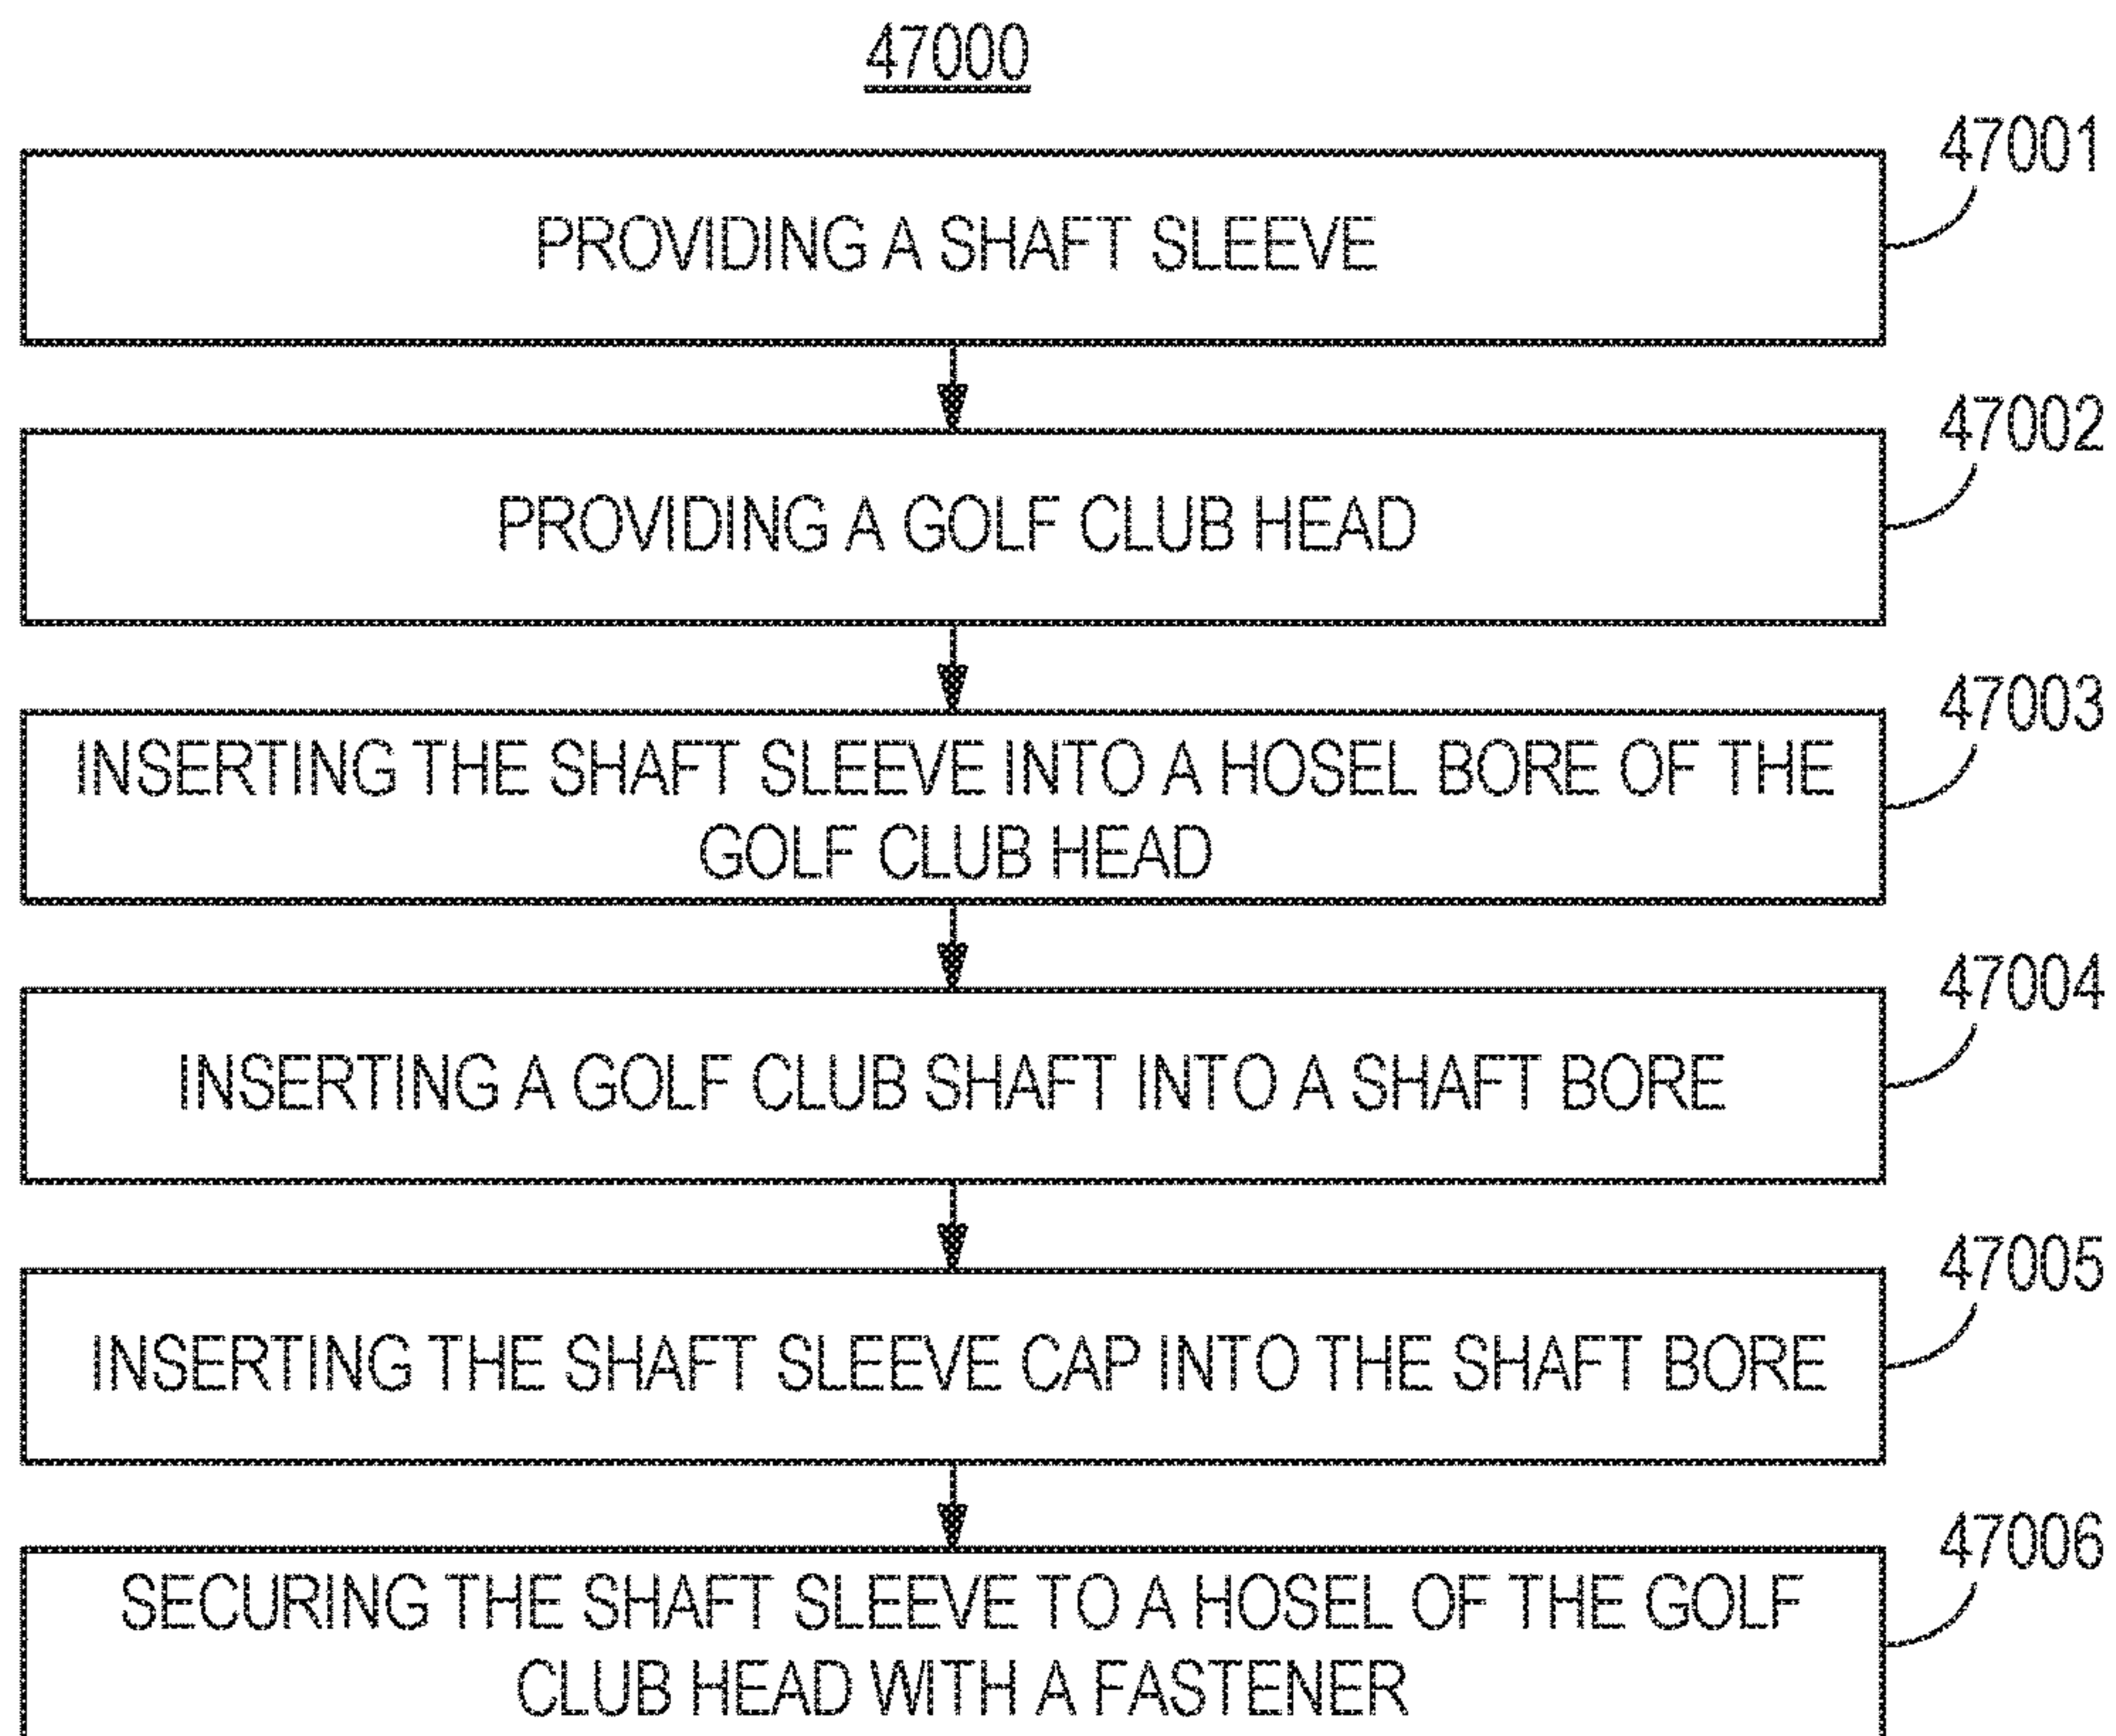 47000
47001
PROVIDING A SHAFT SLEEVE
47002
PROVIDING A GOLF CLUB HEAD
47003
INSERTING THE SHAFT SLEEVE INTO A HOSEL BORE OF THE
GOLF CLUB HEAD
47004
INSERTING A GOLF CLUB SHAFT INTO A SHAFT BORE
47005
INSERTING THE SHAFT SLEEVE CAP INTO THE SHAFT BORE
47006
SECURING THE SHAFT SLEEVE TO A HOSEL OF THE GOLF
CLUB HEAD WITH A FASTENER